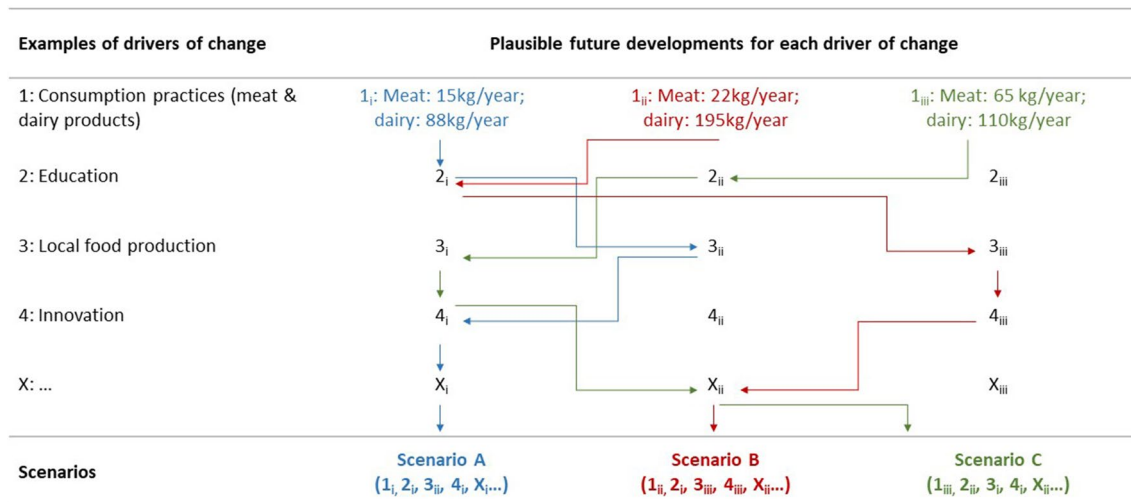 Examples of drivers of change
Plausible future developments for each driver of change
1: Consumption practices (meat &
dairy products)
1i: Meat: 15kg/year;
dairy: 88kg/year
1ii: Meat: 22kg/year;
dairy: 195kg/year
1iii: Meat: 65 kg/year;
dairy: 110kg/year
2: Education
2i
2ii
2iii
3: Local food production
3i
3ii
3iii
4: Innovation
4i
4ii
4iii
X: ...
Xi
Xii
Xiii
Scenarios
Scenario A
(1i, 2i, 3ii, 4i, Xi...)
Scenario B
(1ii, 2i, 3iii, 4iii, Xii...)
Scenario C
(1iii, 2ii, 3i, 4i, Xii...)